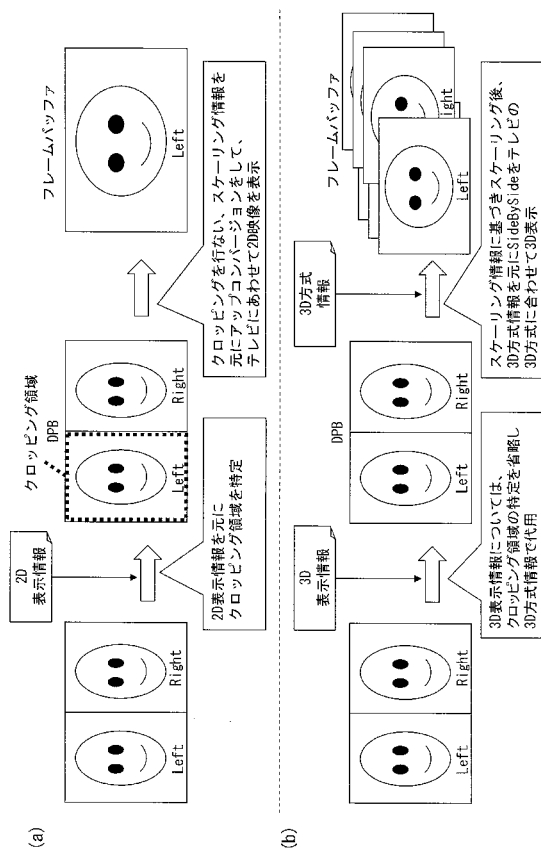 (a)
2D
表示情報
クロッピング領域
DPB
フレームバッファ
Left
Right
Left
Right
Left
2D表示情報を元に
クロッピング領域を特定
クロッピングを行ない、スケーリング情報を
元にアップコンバージョンをして、
テレビにあわせて2D映像を表示
(b)
3D
表示情報
DPB
3D方式
情報
フレームバッファ
Left
Right
Left
Right
Left
right
3D表示情報については、
クロッピング領域の特定を省略し
3D方式情報で代用
スケーリング情報に基づきスケーリング後、
3D方式情報を元にSideBySideをテレビの
3D方式に合わせて3D表示